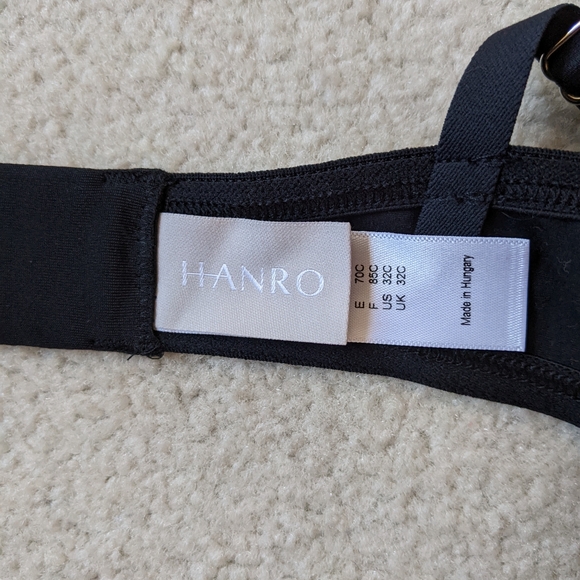 HANRO
E 70C
F 85C
US 32C
UK 32C
Made in Hungary